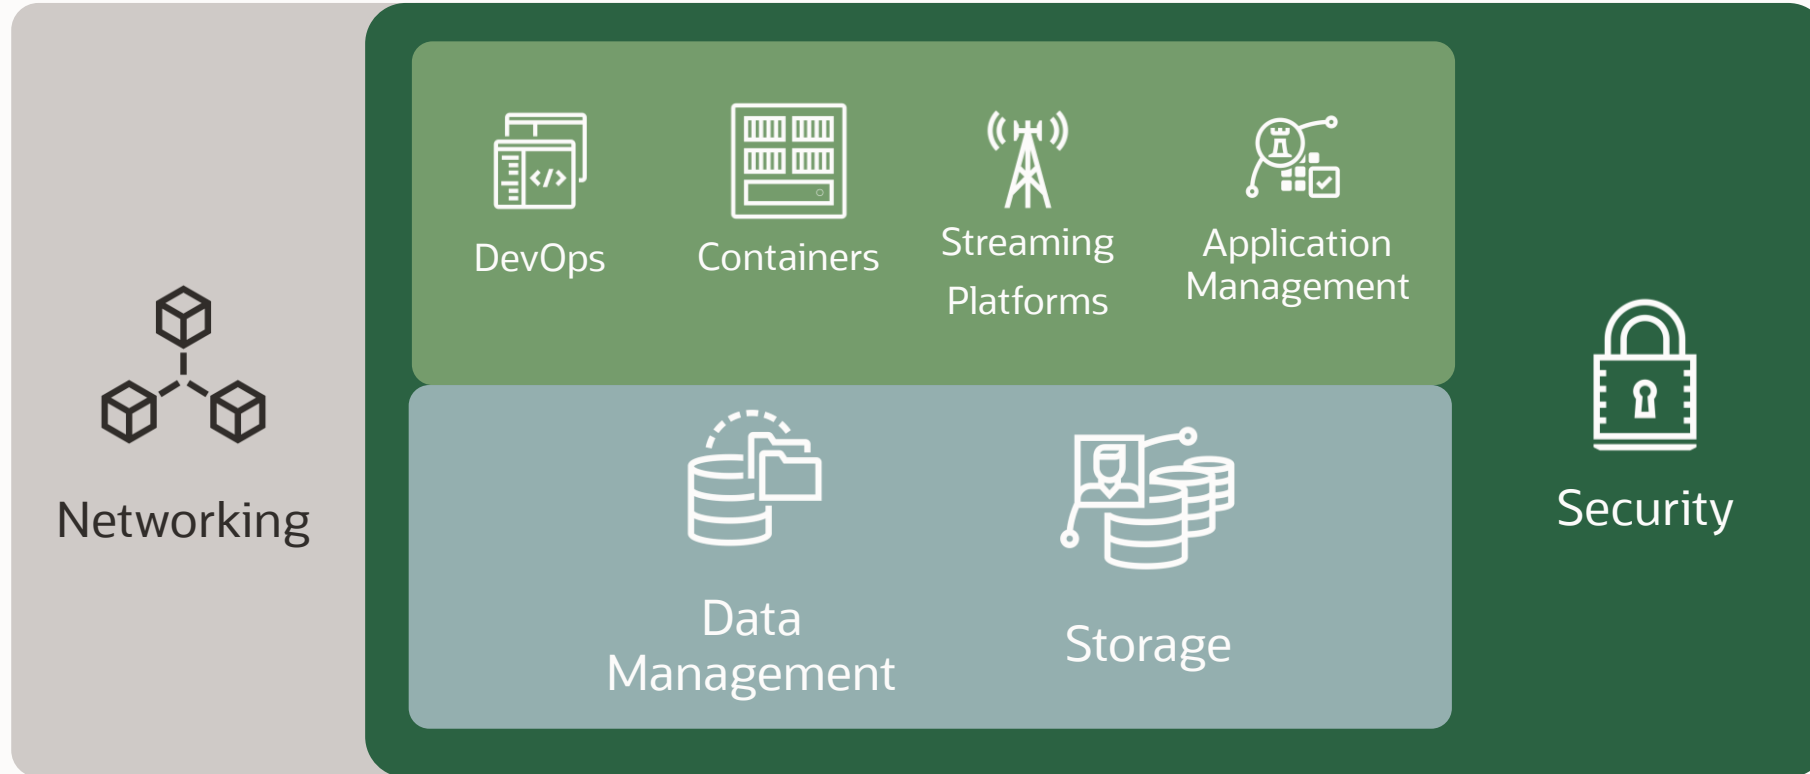 Networking
DevOps
Containers
Streaming
Platforms
Application
Management
Data
Management
Storage
Security